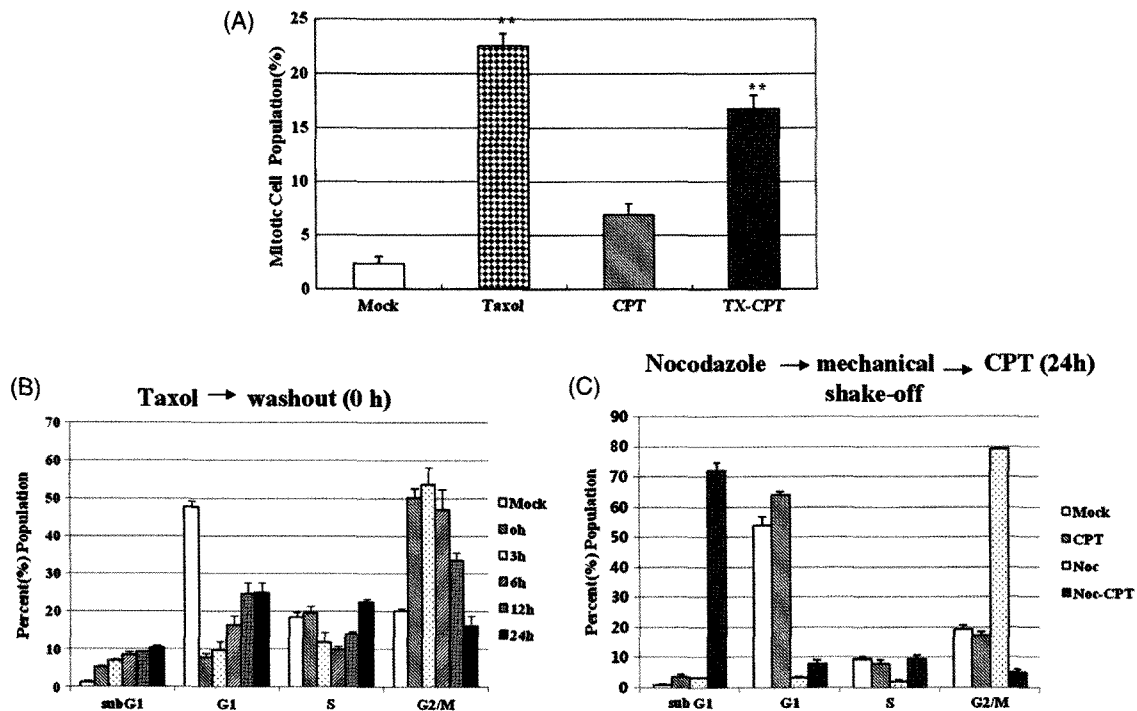 (A)
Mitotic Cell Population(%)
25
20
15
10
5
0
**
**
Mock Taxol CPT TX-CPT
(B)
Taxol → washout (0 h)
Percent(%) Population
70
60
50
40
30
20
10
0
sub G1 G1 S G2/M
Mock
0h
3h
6h
12h
24h
(C)
Nocodazole → mechanical → CPT (24h)
shake-off
Percent(%) Population
90
80
70
60
50
40
30
20
10
0
sub G1 G1 S G2/M
Mock
CPT
Noc
Noc-CPT